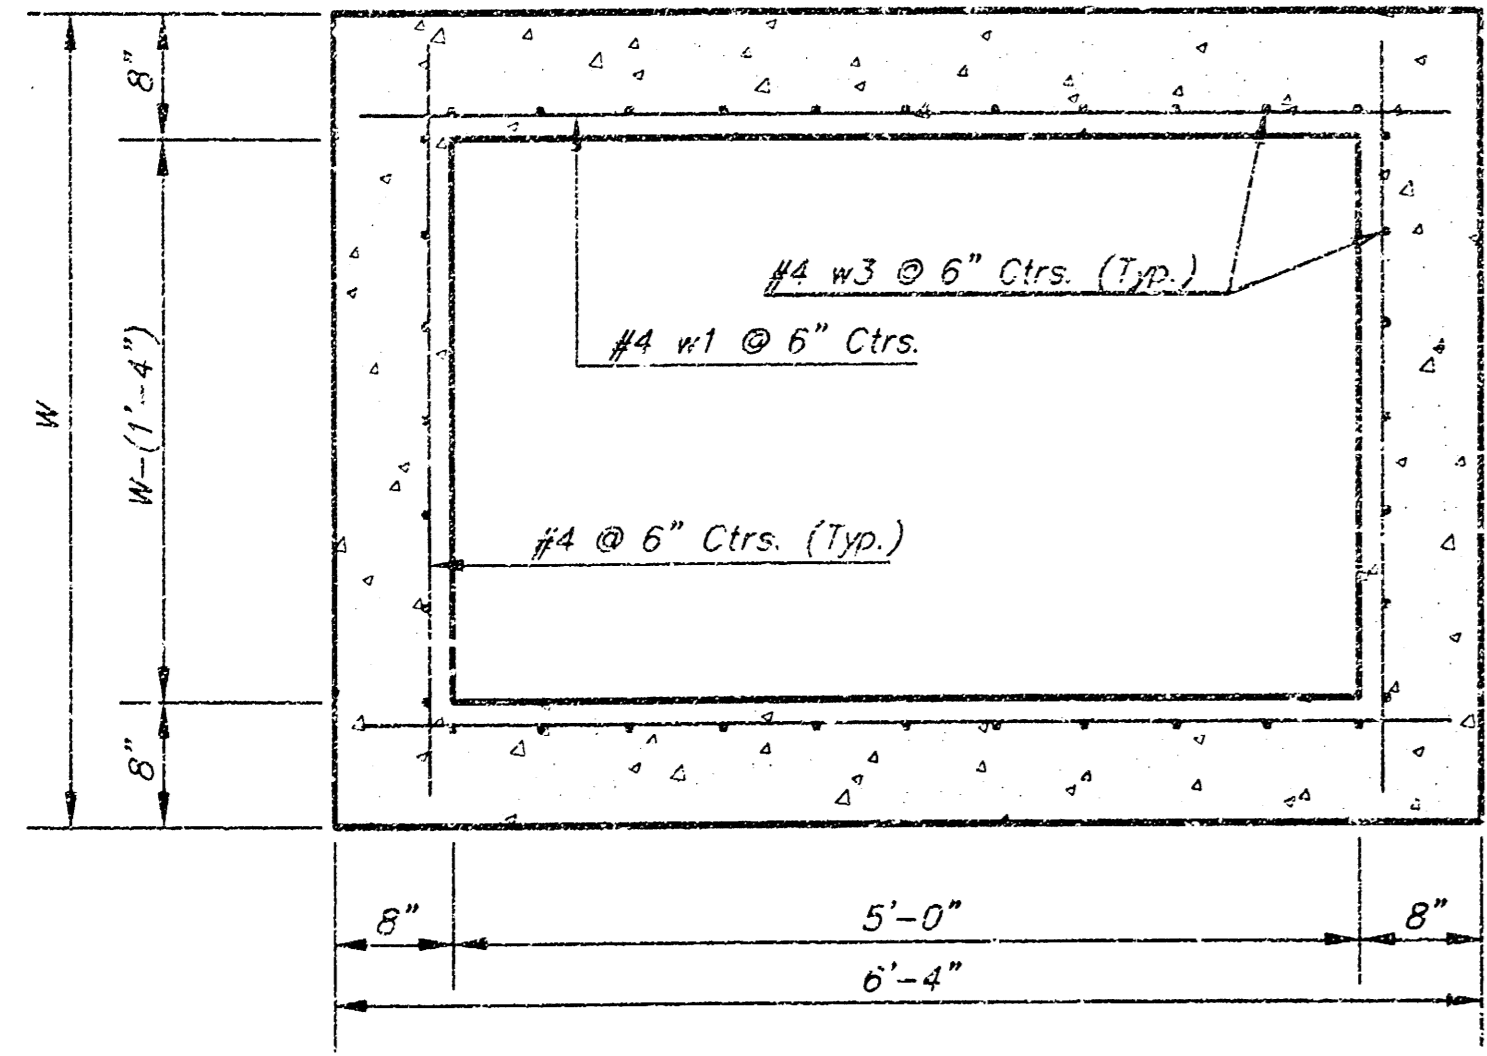 8"
W
W-(1'-4")
8"
#4 w3 @ 6" Ctrs. (Typ.)
#4 w1 @ 6" Ctrs.
#4 @ 6" Ctrs. (Typ.)
8"
5'-0"
8"
6'-4"